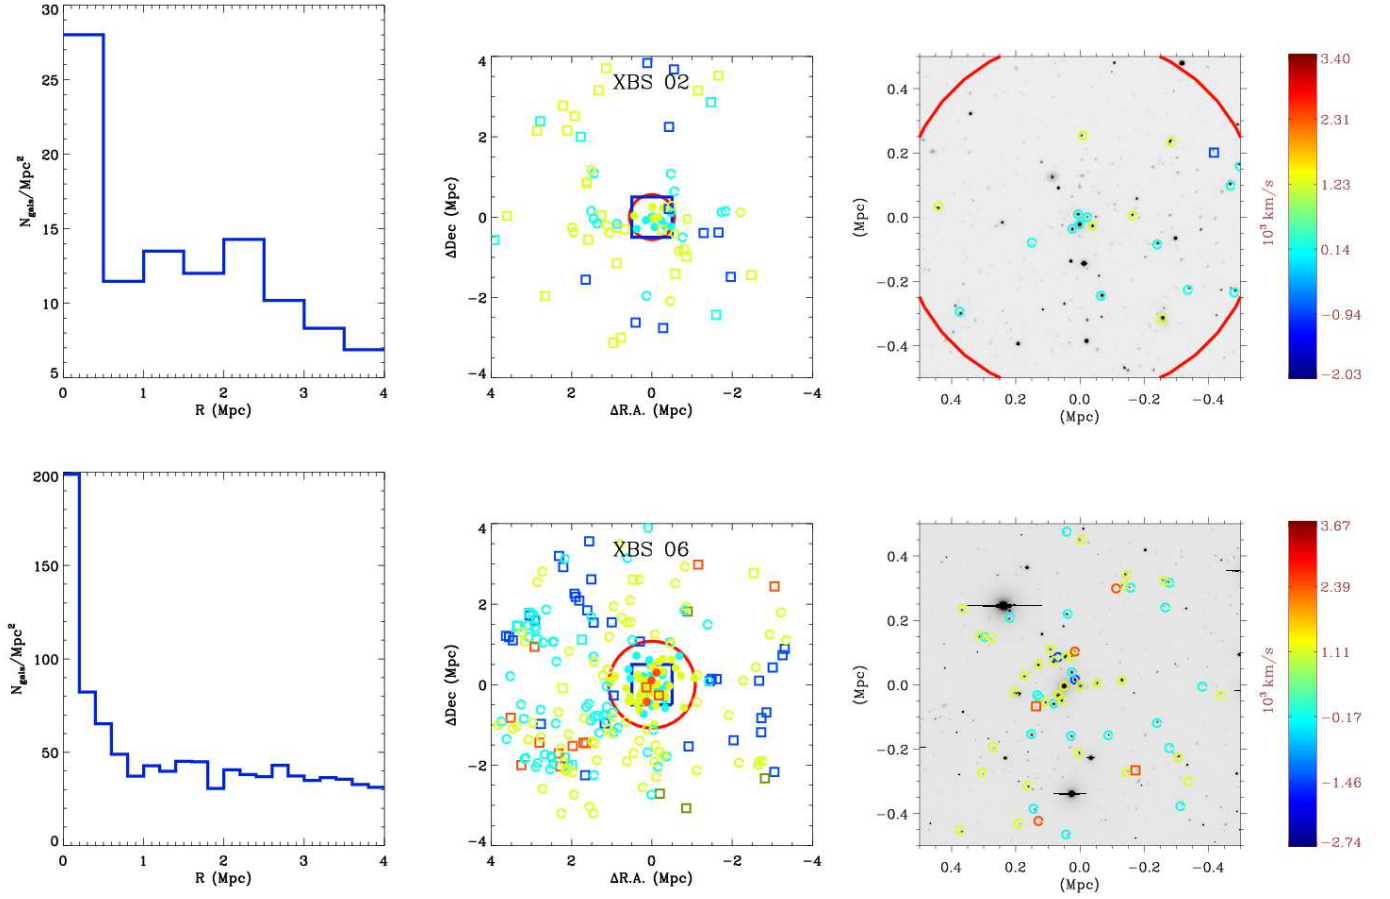 30
25
20
15
10
5
N_gals/Mpc²
0 1 2 3 4
R (Mpc)
XBS 02
4
2
0
−2
−4
ΔDec (Mpc)
4 2 0 −2 −4
ΔR.A. (Mpc)
0.4
0.2
0.0
−0.2
−0.4
(Mpc)
0.4 0.2 0.0 −0.2 −0.4
(Mpc)
3.40
2.31
1.23
0.14
−0.94
−2.03
10³ km/s
200
150
100
50
0
N_gals/Mpc²
0 1 2 3 4
R (Mpc)
XBS 06
4
2
0
−2
−4
ΔDec (Mpc)
4 2 0 −2 −4
ΔR.A. (Mpc)
0.4
0.2
0.0
−0.2
−0.4
(Mpc)
0.4 0.2 0.0 −0.2 −0.4
(Mpc)
3.67
2.39
1.11
−0.17
−1.46
−2.74
10³ km/s